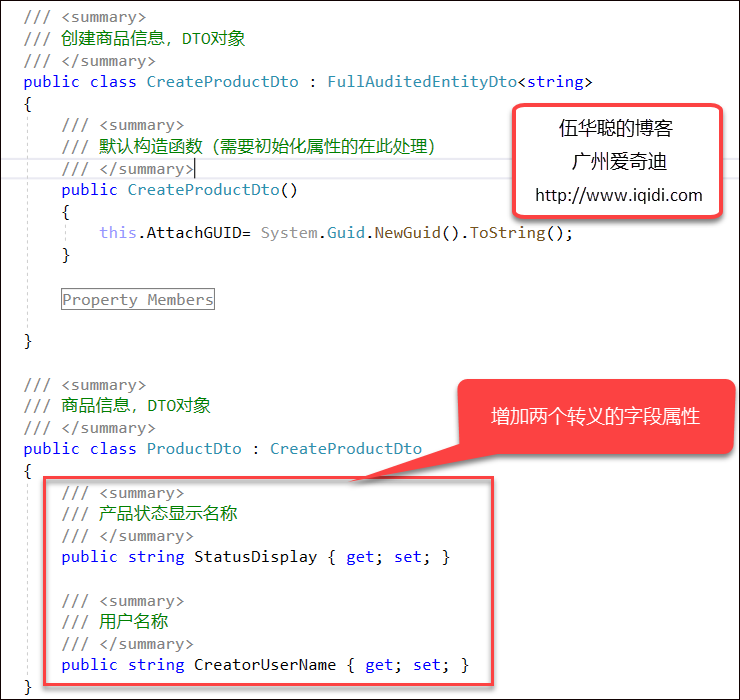 /// <summary>
/// 创建商品信息，DTO对象
/// </summary>
public class CreateProductDto : FullAuditedEntityDto<string>
{
/// <summary>
/// 默认构造函数（需要初始化属性的在此处理）
/// </summary>
public CreateProductDto()
{
this.AttachGUID= System.Guid.NewGuid().ToString();
}
Property Members
}
伍华聪的博客
广州爱奇迪
http://www.iqidi.com
/// <summary>
/// 商品信息，DTO对象
/// </summary>
public class ProductDto : CreateProductDto
{
增加两个转义的字段属性
/// <summary>
/// 产品状态显示名称
/// </summary>
public string StatusDisplay { get; set; }
/// <summary>
/// 用户名称
/// </summary>
public string CreatorUserName { get; set; }
}